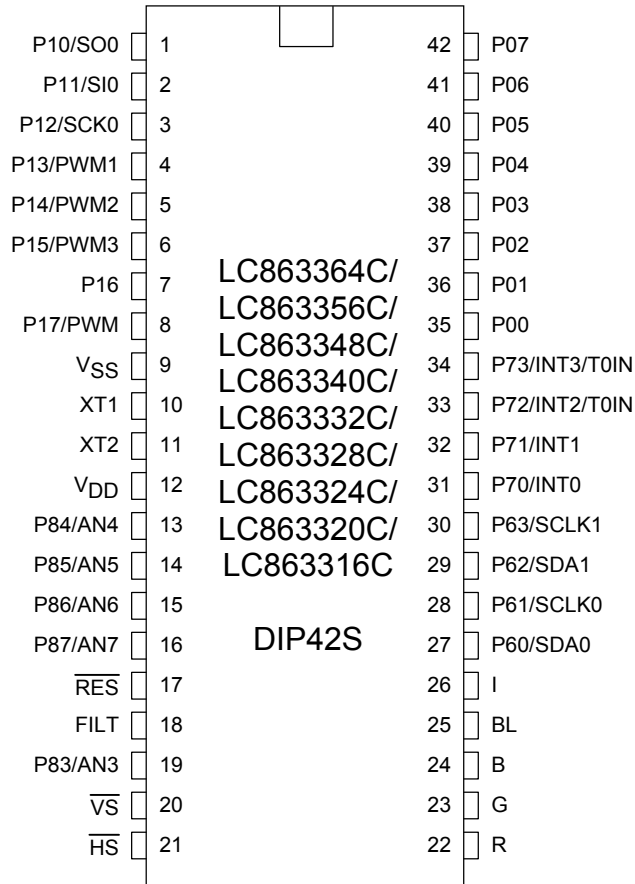 P10/SO0 1 42 P07
P11/SI0 2 41 P06
P12/SCK0 3 40 P05
P13/PWM1 4 39 P04
P14/PWM2 5 38 P03
P15/PWM3 6 37 P02
P16 7 36 P01
P17/PWM 8 35 P00
VSS 9 34 P73/INT3/T0IN
XT1 10 33 P72/INT2/T0IN
XT2 11 32 P71/INT1
VDD 12 31 P70/INT0
P84/AN4 13 30 P63/SCLK1
P85/AN5 14 29 P62/SDA1
P86/AN6 15 28 P61/SCLK0
P87/AN7 16 27 P60/SDA0
RES 17 26 I
FILT 18 25 BL
P83/AN3 19 24 B
VS 20 23 G
HS 21 22 R
LC863364C/
LC863356C/
LC863348C/
LC863340C/
LC863332C/
LC863328C/
LC863324C/
LC863320C/
LC863316C
DIP42S